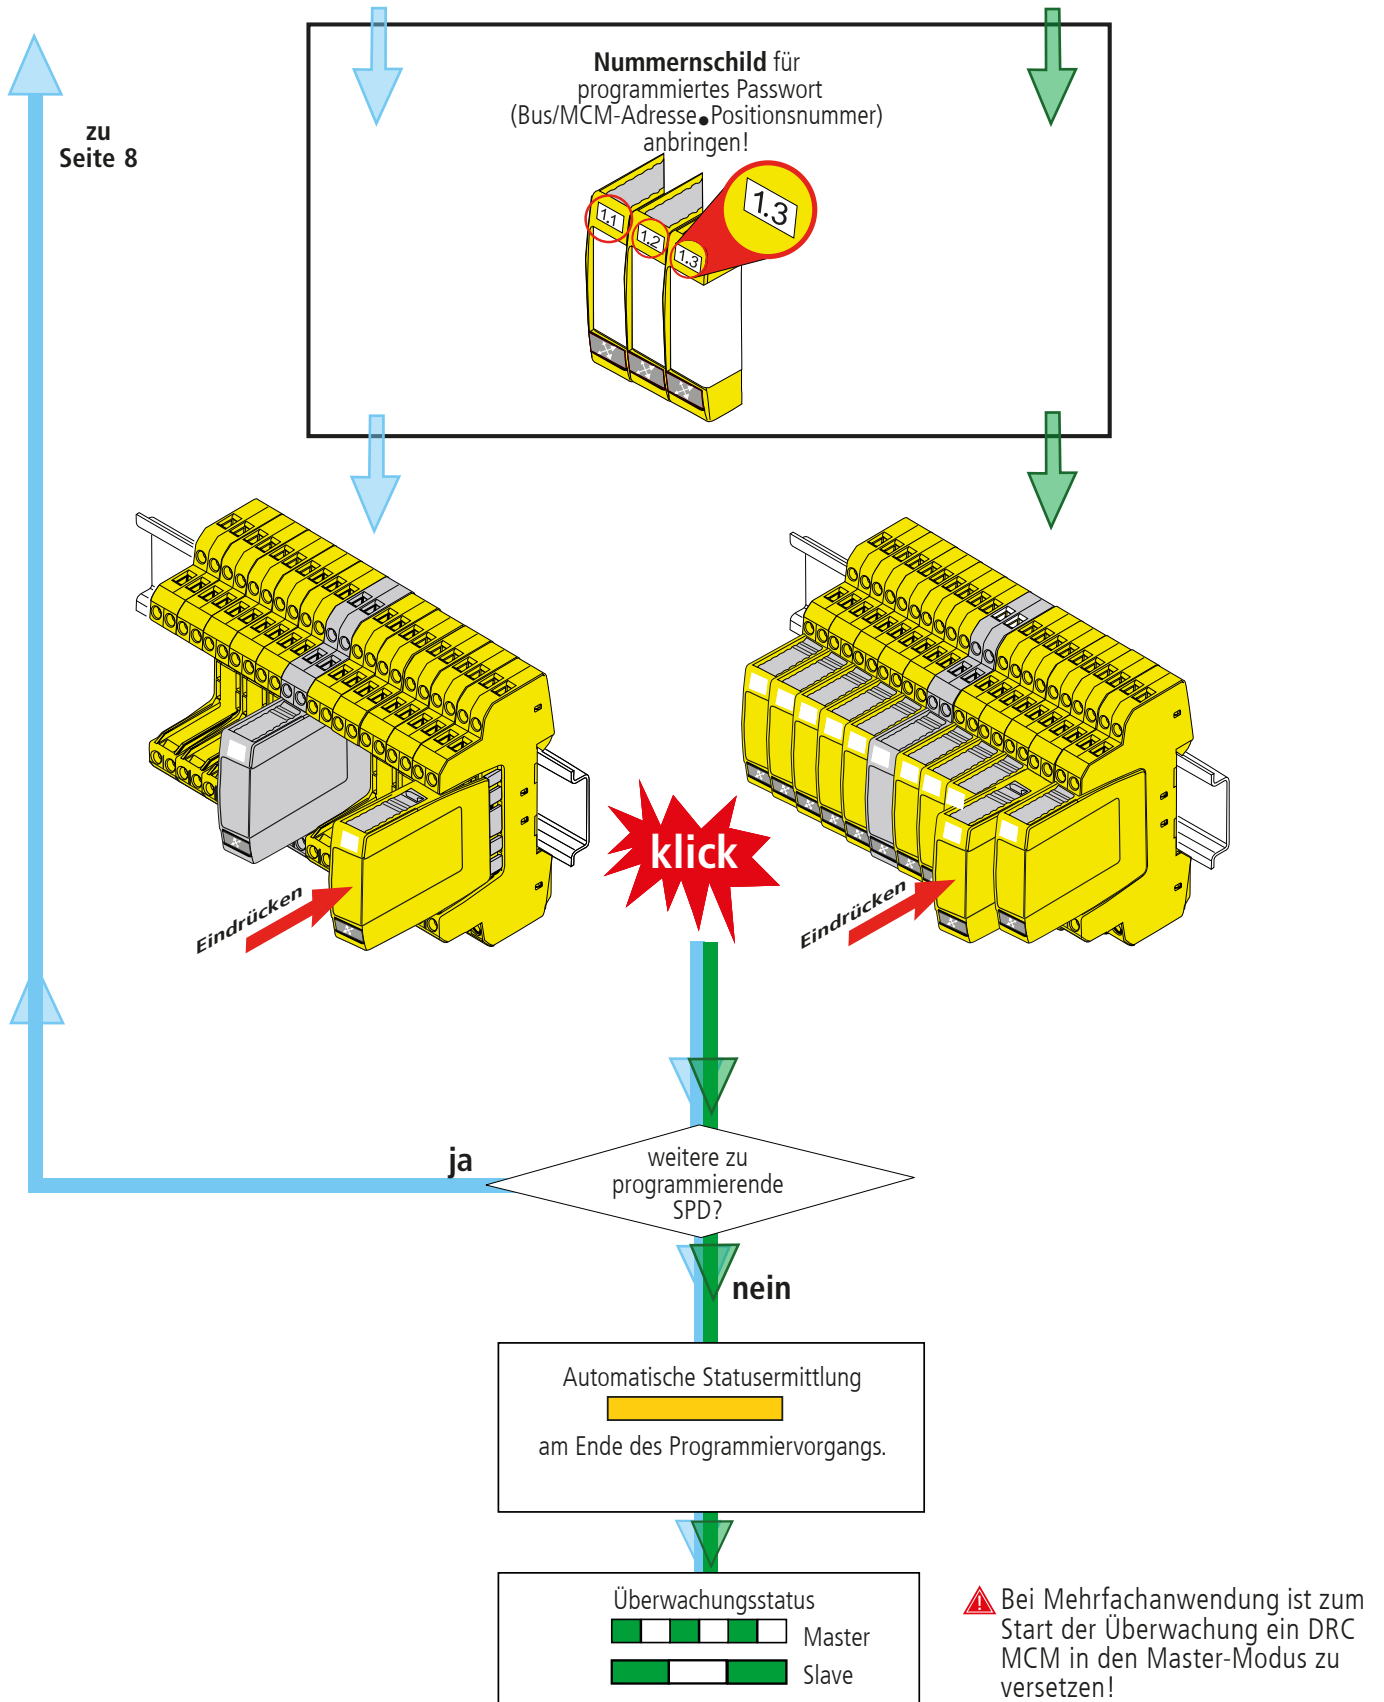 Nummernschild für
programmiertes Passwort
(Bus/MCM-Adresse•Positionsnummer)
anbringen!
zu
Seite 8
1.1
1.2
1.3
1.3
Eindrücken
klick
Eindrücken
ja
weitere zu
programmierende
SPD?
nein
Automatische Statusermittlung
am Ende des Programmiervorgangs.
Überwachungsstatus
Master
Slave
Bei Mehrfachanwendung ist zum
Start der Überwachung ein DRC
MCM in den Master-Modus zu
versetzen!